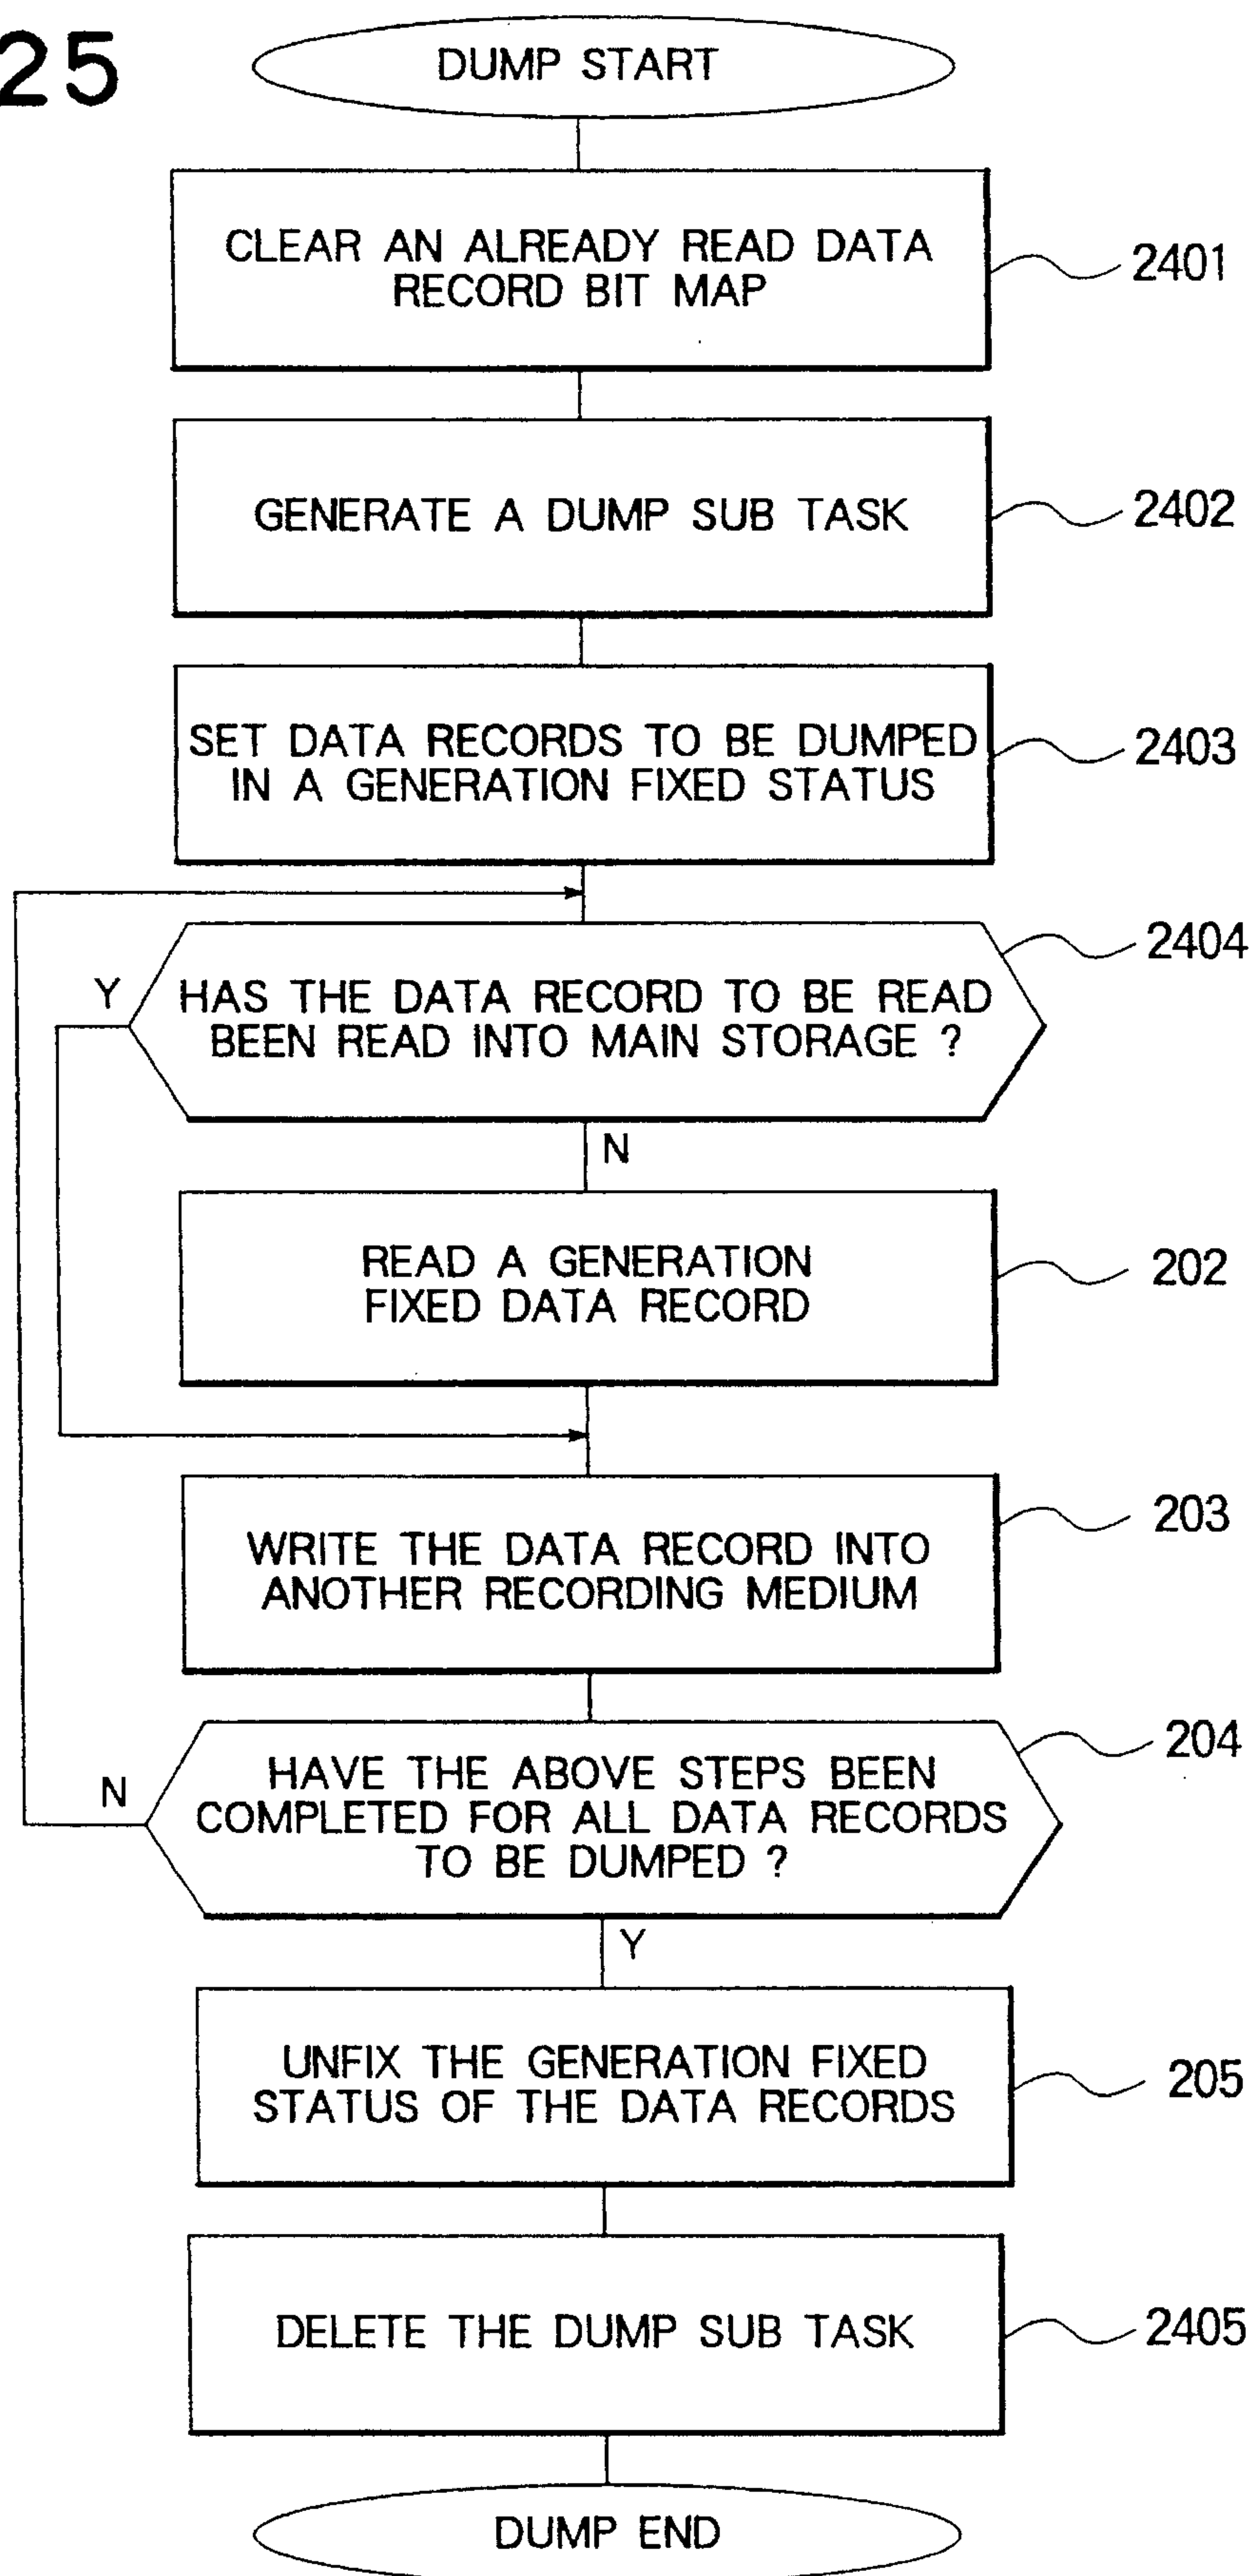 25
DUMP START
CLEAR AN ALREADY READ DATA
RECORD BIT MAP
2401
GENERATE A DUMP SUB TASK
2402
SET DATA RECORDS TO BE DUMPED
IN A GENERATION FIXED STATUS
2403
2404
Y
HAS THE DATA RECORD TO BE READ
BEEN READ INTO MAIN STORAGE ?
N
READ A GENERATION
FIXED DATA RECORD
202
WRITE THE DATA RECORD INTO
ANOTHER RECORDING MEDIUM
203
204
N
HAVE THE ABOVE STEPS BEEN
COMPLETED FOR ALL DATA RECORDS
TO BE DUMPED ?
Y
UNFIX THE GENERATION FIXED
STATUS OF THE DATA RECORDS
205
DELETE THE DUMP SUB TASK
2405
DUMP END